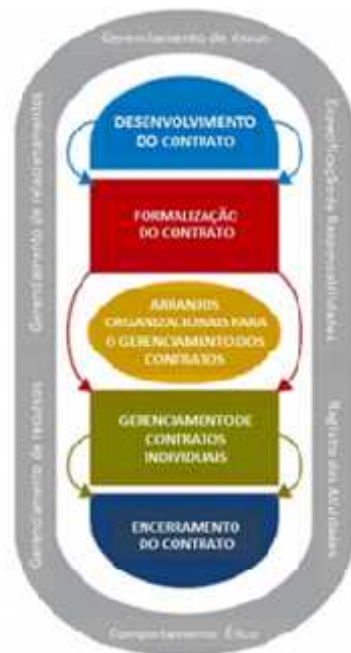 Gerenciamento de riscos
Gerenciamento de relacionamentos
Especificação de Responsabilidades
DESENVOLVIMENTO
DO CONTRATO
FORMALIZAÇÃO
DO CONTRATO
ARRANJOS
ORGANIZACIONAIS PARA
O GERENCIAMENTO DOS
CONTRATOS
Gerenciamento de recursos
Registro das Atividades
GERENCIAMENTO DE
CONTRATOS
INDIVIDUAIS
ENCERRAMENTO
DO CONTRATO
Comportamento Ético